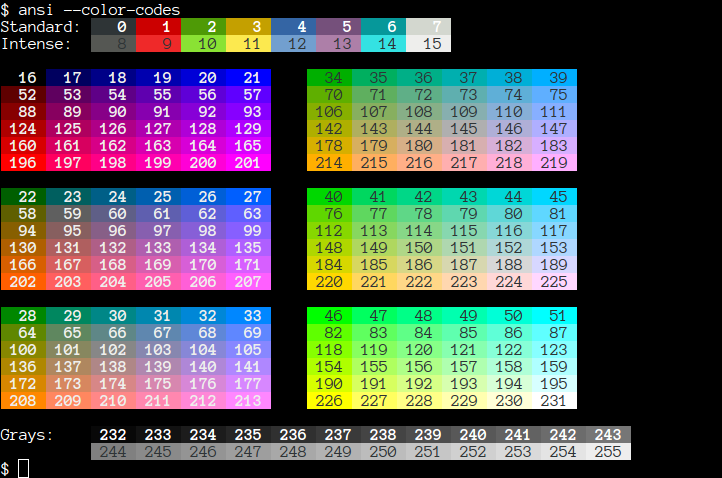 $ ansi --color-codes
Standard: 0 1 2 3 4 5 6 7
Intense: 8 9 10 11 12 13 14 15
16 17 18 19 20 21 34 35 36 37 38 39
52 53 54 55 56 57 70 71 72 73 74 75
88 89 90 91 92 93 106 107 108 109 110 111
124 125 126 127 128 129 142 143 144 145 146 147
160 161 162 163 164 165 178 179 180 181 182 183
196 197 198 199 200 201 214 215 216 217 218 219
22 23 24 25 26 27 40 41 42 43 44 45
58 59 60 61 62 63 76 77 78 79 80 81
94 95 96 97 98 99 112 113 114 115 116 117
130 131 132 133 134 135 148 149 150 151 152 153
166 167 168 169 170 171 184 185 186 187 188 189
202 203 204 205 206 207 220 221 222 223 224 225
28 29 30 31 32 33 46 47 48 49 50 51
64 65 66 67 68 69 82 83 84 85 86 87
100 101 102 103 104 105 118 119 120 121 122 123
136 137 138 139 140 141 154 155 156 157 158 159
172 173 174 175 176 177 190 191 192 193 194 195
208 209 210 211 212 213 226 227 228 229 230 231
Grays: 232 233 234 235 236 237 238 239 240 241 242 243
244 245 246 247 248 249 250 251 252 253 254 255
$